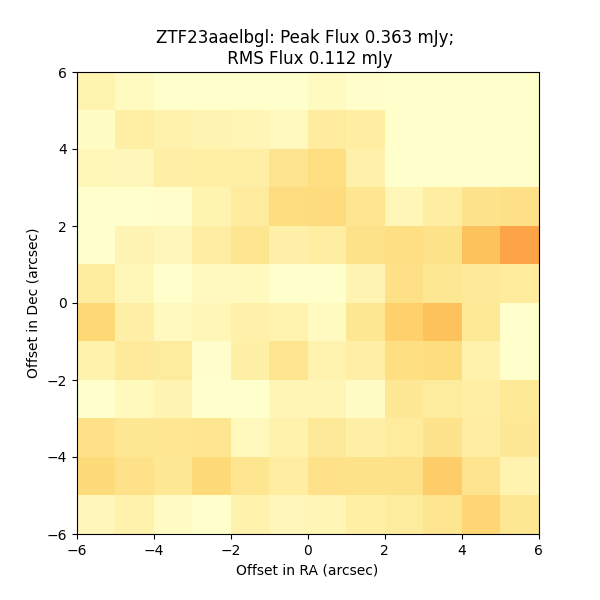 ZTF23aaelbgl: Peak Flux 0.363 mJy;
RMS Flux 0.112 mJy
6
4
2
0
−2
−4
−6
Offset in Dec (arcsec)
−6 −4 −2 0 2 4 6
Offset in RA (arcsec)